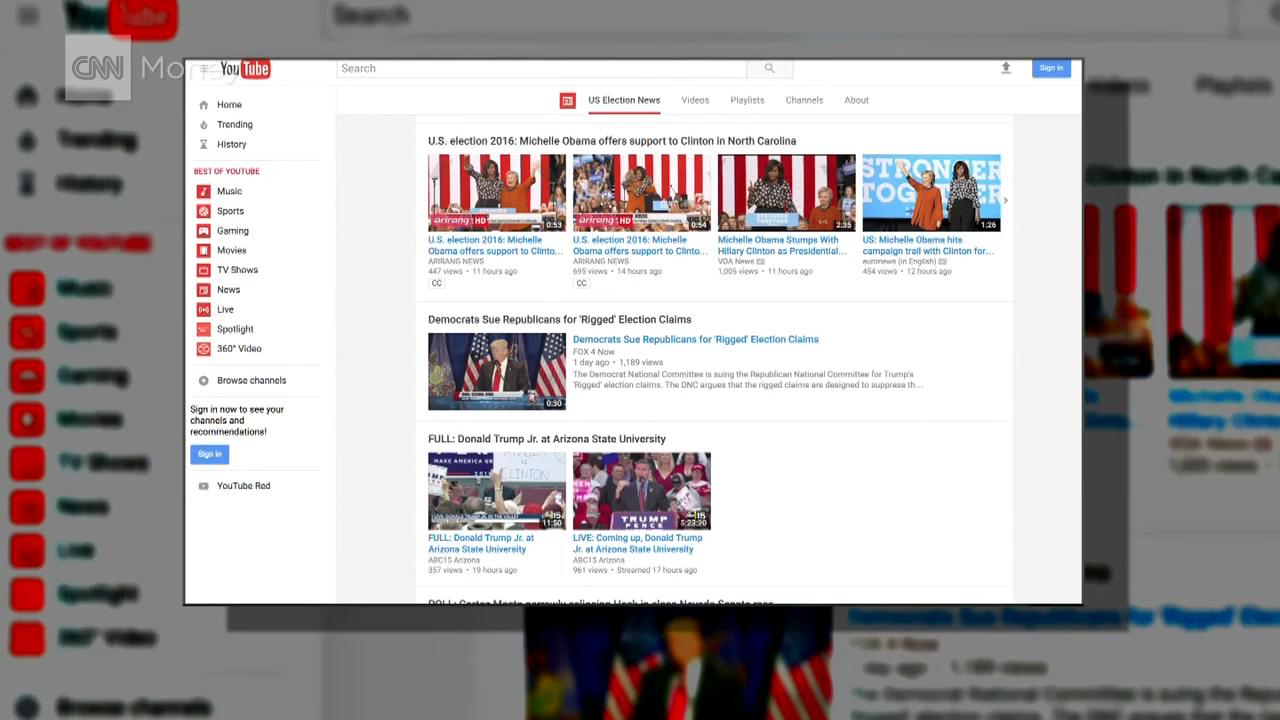 CNN Money
YouTube
Search
Sign in
Home
Trending
History
BEST OF YOUTUBE
Music
Sports
Gaming
Movies
TV Shows
News
Live
Spotlight
360° Video
Browse channels
Sign in now to see your
channels and
recommendations!
Sign in
YouTube Red
US Election News Videos Playlists Channels About
U.S. election 2016: Michelle Obama offers support to Clinton in North Carolina
arirang HD
0:53
U.S. election 2016: Michelle
Obama offers support to Clinto...
ARIRANG NEWS
447 views • 11 hours ago
CC
arirang HD
0:54
U.S. election 2016: Michelle
Obama offers support to Clinto...
ARIRANG NEWS
695 views • 14 hours ago
CC
STRONGER
TOGETHER
2:35
Michelle Obama Stumps With
Hillary Clinton as Presidential...
VOA News
1,005 views • 11 hours ago
STRONGER
TOGETHER
1:26
US: Michelle Obama hits
campaign trail with Clinton for...
euronews (in English)
454 views • 12 hours ago
Democrats Sue Republicans for 'Rigged' Election Claims
0:30
Democrats Sue Republicans for 'Rigged' Election Claims
FOX 4 Now
1 day ago • 1,189 views
The Democrat National Committee is suing the Republican National Committee for Trump's
'Rigged' election claims. The DNC argues that the rigged claims are designed to suppress th...
FULL: Donald Trump Jr. at Arizona State University
MAKE AMERICA GR
4
CLINTON
11:50
FULL: Donald Trump Jr. at
Arizona State University
ABC15 Arizona
357 views • 19 hours ago
TRUMP
PENCE
5:23:20
LIVE: Coming up, Donald Trump
Jr. at Arizona State University
ABC15 Arizona
961 views • Streamed 17 hours ago